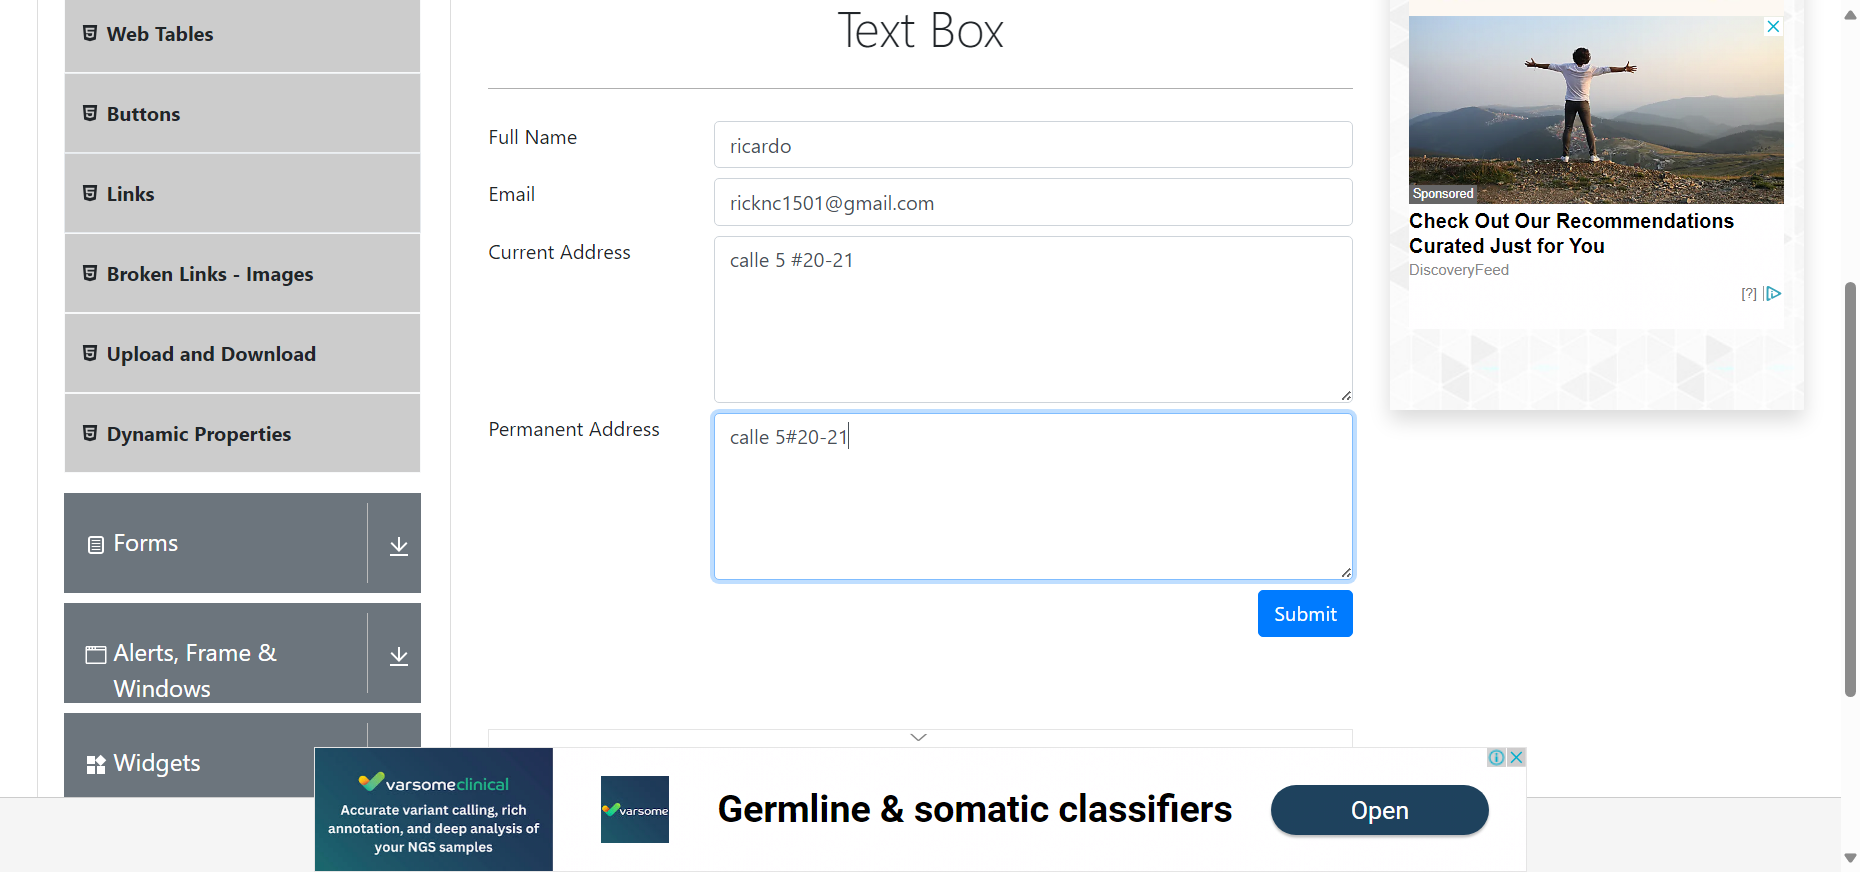 Web Tables
Buttons
Links
Broken Links - Images
Upload and Download
Dynamic Properties
Forms
Alerts, Frame &
Windows
Widgets
Text Box
Full Name
ricardo
Email
ricknc1501@gmail.com
Current Address
calle 5 #20-21
Permanent Address
calle 5#20-21
Submit
Sponsored
Check Out Our Recommendations
Curated Just for You
DiscoveryFeed
[?]
varsomeclinical
Accurate variant calling, rich
annotation, and deep analysis of
your NGS samples
varsome
Germline & somatic classifiers
Open